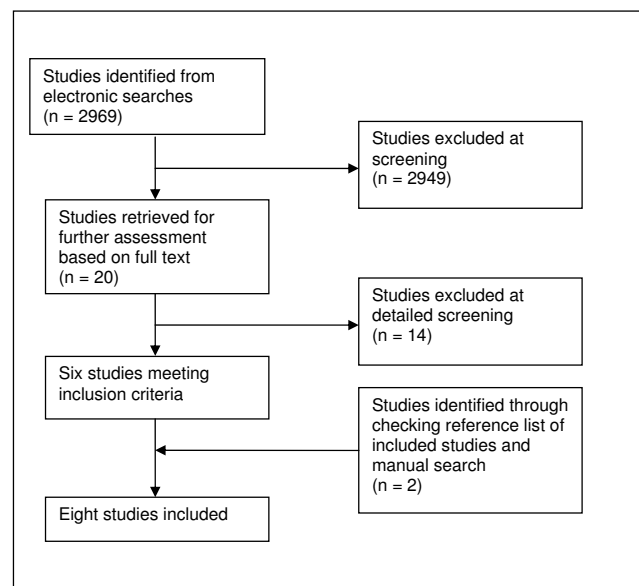 Studies identified from
electronic searches
(n = 2969)
Studies excluded at
screening
(n = 2949)
Studies retrieved for
further assessment
based on full text
(n = 20)
Studies excluded at
detailed screening
(n = 14)
Six studies meeting
inclusion criteria
Studies identified through
checking reference list of
included studies and
manual search
(n = 2)
Eight studies included